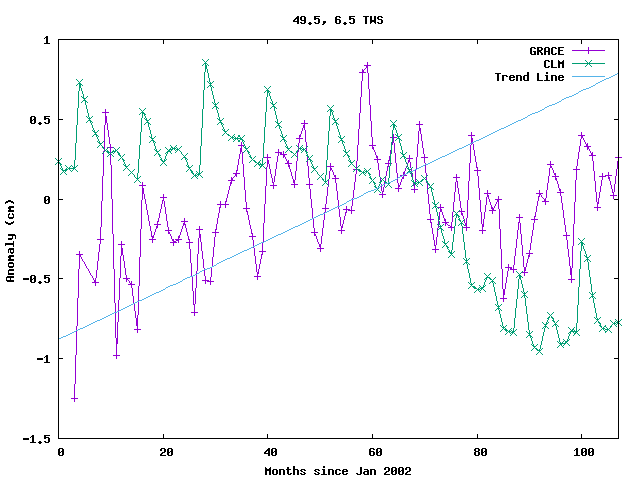 49.5, 6.5 TWS
GRACE
CLM
Trend Line
1
0.5
0
-0.5
-1
-1.5
Anomaly (cm)
0 20 40 60 80 100
Months since Jan 2002